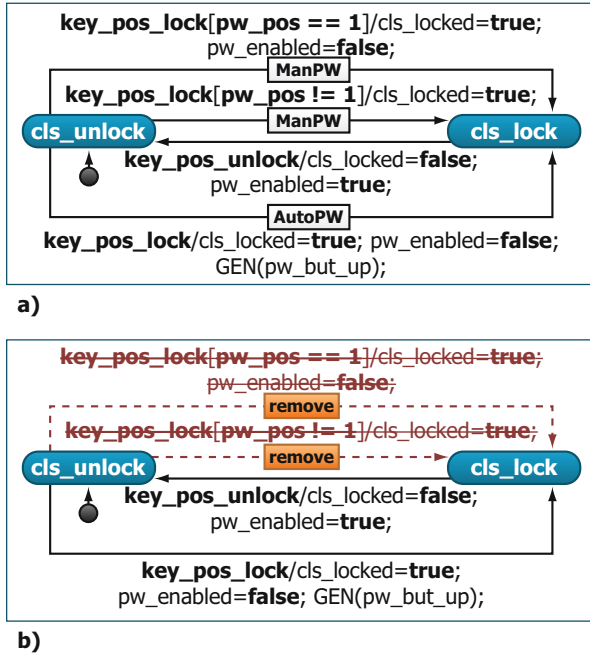 key_pos_lock[pw_pos == 1]/cls_locked=true;
pw_enabled=false;
ManPW
key_pos_lock[pw_pos != 1]/cls_locked=true;
cls_unlock
ManPW
cls_lock
key_pos_unlock/cls_locked=false;
pw_enabled=true;
AutoPW
key_pos_lock/cls_locked=true; pw_enabled=false;
GEN(pw_but_up);
a)
key_pos_lock[pw_pos == 1]/cls_locked=true;
pw_enabled=false;
remove
key_pos_lock[pw_pos != 1]/cls_locked=true;
cls_unlock
remove
cls_lock
key_pos_unlock/cls_locked=false;
pw_enabled=true;
key_pos_lock/cls_locked=true;
pw_enabled=false; GEN(pw_but_up);
b)